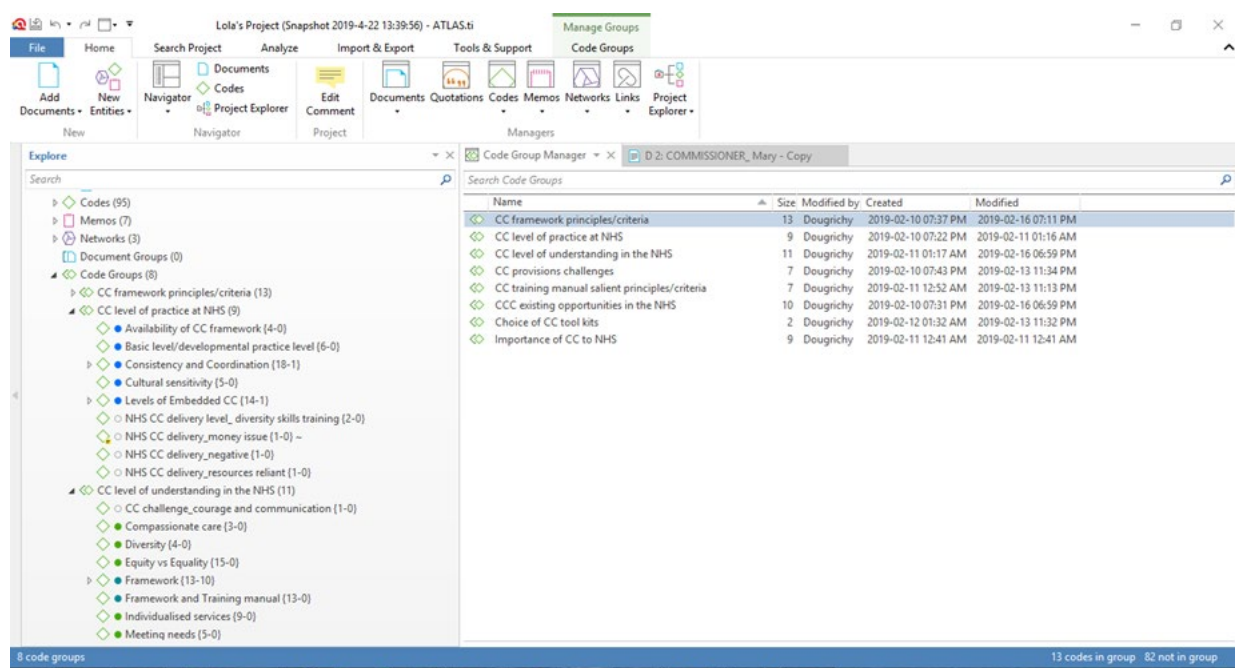 Lola's Project (Snapshot 2019-4-22 13:39:56) - ATLAS.ti
Manage Groups
File Home Search Project Analyze Import & Export Tools & Support Code Groups
Add Documents
New Entities
Navigator
Documents
Codes
Project Explorer
Edit Comment
Documents Quotations Codes Memos Networks Links Project Explorer
New Navigator Project Managers
Explore
Search
Codes (95)
Memos (7)
Networks (3)
Document Groups (0)
Code Groups (8)
CC framework principles/criteria (13)
CC level of practice at NHS (9)
Availability of CC framework {4-0}
Basic level/developmental practice level {6-0}
Consistency and Coordination {18-1}
Cultural sensitivity {5-0}
Levels of Embedded CC {14-1}
NHS CC delivery level_ diversity skills training {2-0}
NHS CC delivery_money issue {1-0} ~
NHS CC delivery_negative {1-0}
NHS CC delivery_resources reliant {1-0}
CC level of understanding in the NHS (11)
CC challenge_courage and communication {1-0}
Compassionate care {3-0}
Diversity {4-0}
Equity vs Equality {15-0}
Framework {13-10}
Framework and Training manual {13-0}
Individualised services {9-0}
Meeting needs {5-0}
Code Group Manager
D 2: COMMISSIONER_ Mary - Copy
Search Code Groups
Name Size Modified by Created Modified
CC framework principles/criteria 13 Dougrichy 2019-02-10 07:37 PM 2019-02-16 07:11 PM
CC level of practice at NHS 9 Dougrichy 2019-02-10 07:22 PM 2019-02-11 01:16 AM
CC level of understanding in the NHS 11 Dougrichy 2019-02-11 01:17 AM 2019-02-16 06:59 PM
CC provisions challenges 7 Dougrichy 2019-02-10 07:43 PM 2019-02-13 11:34 PM
CC training manual salient principles/criteria 7 Dougrichy 2019-02-11 12:52 AM 2019-02-13 11:13 PM
CCC existing opportunities in the NHS 10 Dougrichy 2019-02-10 07:31 PM 2019-02-16 06:59 PM
Choice of CC tool kits 2 Dougrichy 2019-02-12 01:32 AM 2019-02-13 11:32 PM
Importance of CC to NHS 9 Dougrichy 2019-02-11 12:41 AM 2019-02-11 12:41 AM
8 code groups
13 codes in group 82 not in group